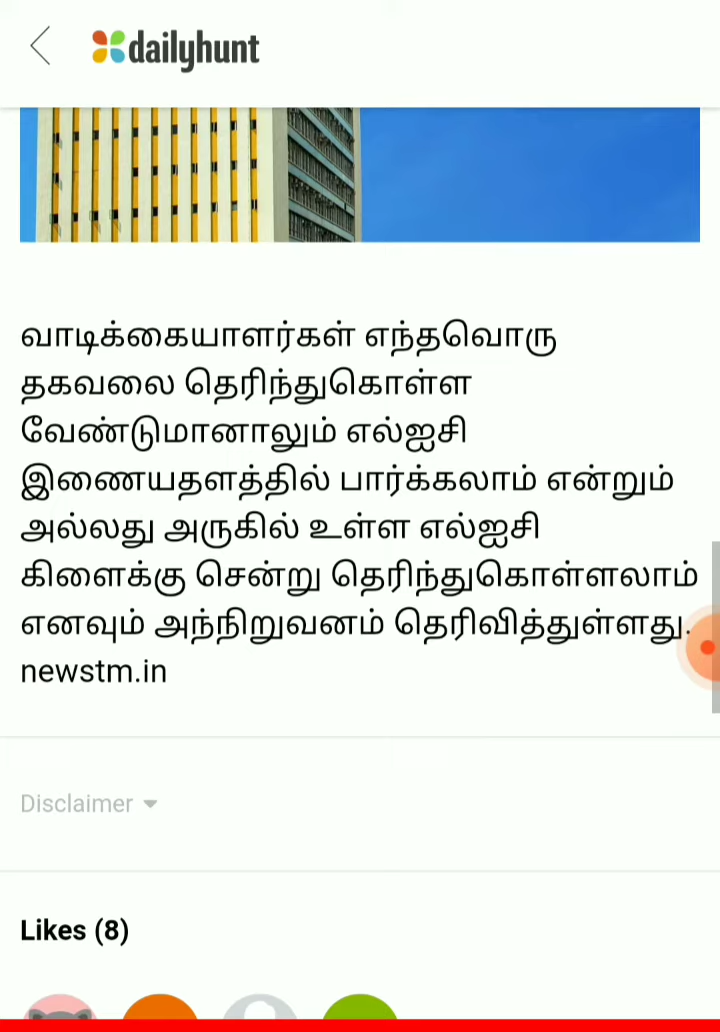 dailyhunt
வாடிக்கையாளர்கள் எந்தவொரு
தகவலை தெரிந்துகொள்ள
வேண்டுமானாலும் எல்ஐசி
இணையதளத்தில் பார்க்கலாம் என்றும்
அல்லது அருகில் உள்ள எல்ஐசி
கிளைக்கு சென்று தெரிந்துகொள்ளலாம்
எனவும் அந்நிறுவனம் தெரிவித்துள்ளது.
newstm.in
Disclaimer
Likes (8)